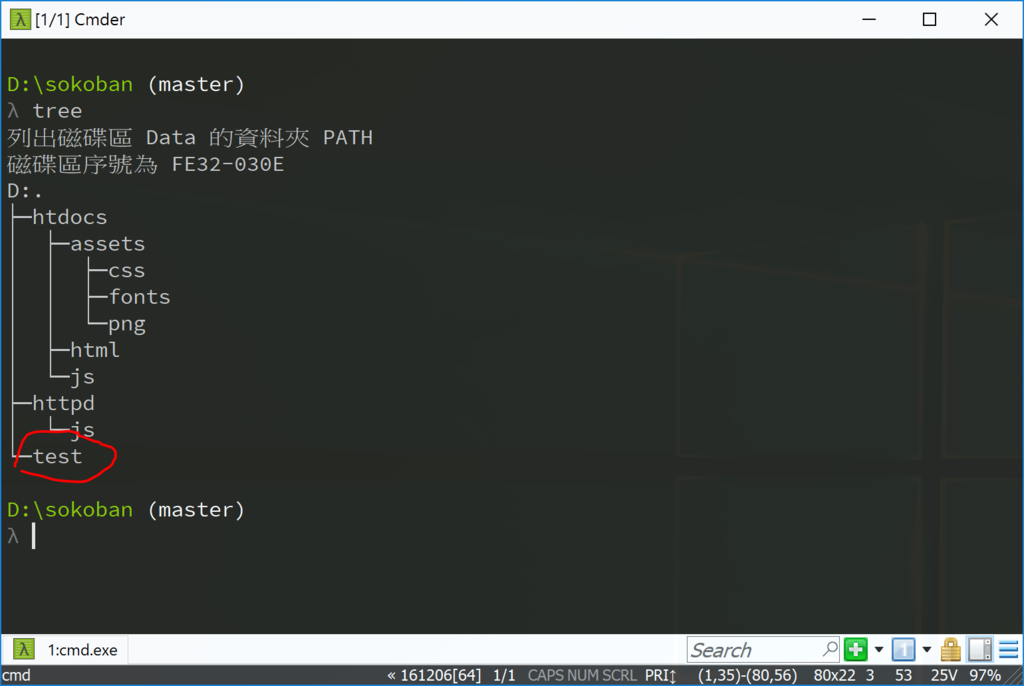 [1/1] Cmder
D:\sokoban (master)
λ tree
列出磁碟區 Data 的資料夾 PATH
磁碟區序號為 FE32-030E
D:.
├─htdocs
│  ├─assets
│  │  ├─css
│  │  ├─fonts
│  │  └─png
│  ├─html
│  └─js
├─httpd
│  └─js
└─test
D:\sokoban (master)
λ
λ 1:cmd.exe
Search
1
cmd
« 161206[64] 1/1 CAPS NUM SCRL PRI↕ (1,35)-(80,56) 80x22 3 53 25V 97%